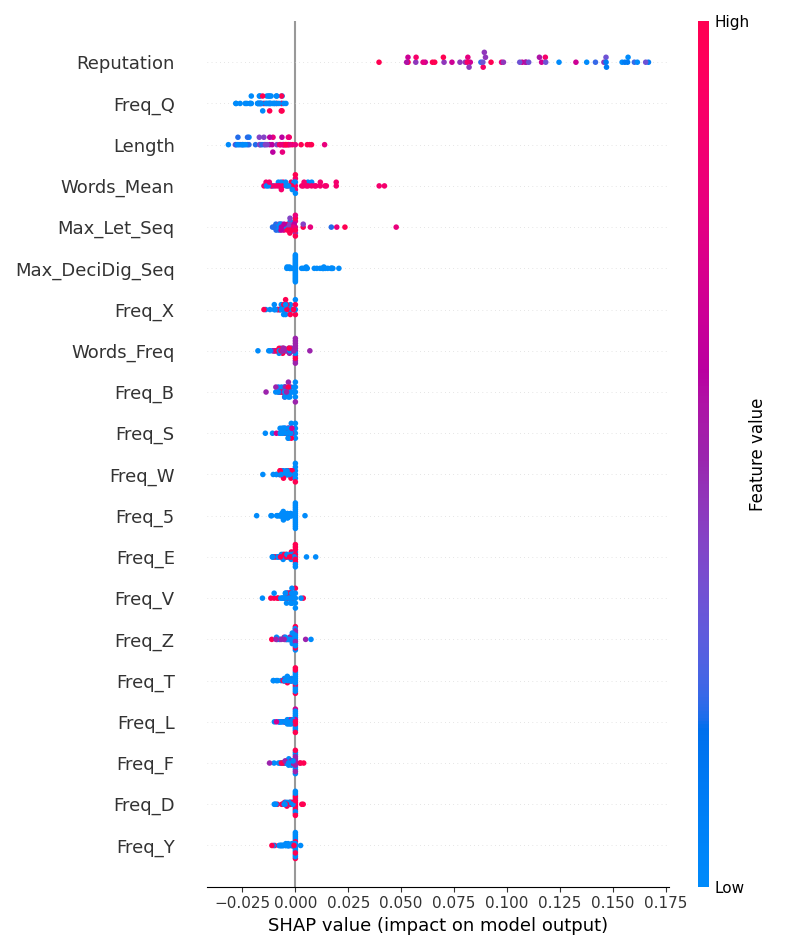 High
Reputation
Freq_Q
Length
Words_Mean
Max_Let_Seq
Max_DeciDig_Seq
Freq_X
Words_Freq
Freq_B
Freq_S
Freq_W
Freq_5
Freq_E
Freq_V
Freq_Z
Freq_T
Freq_L
Freq_F
Freq_D
Freq_Y
Feature value
Low
−0.025 0.000 0.025 0.050 0.075 0.100 0.125 0.150 0.175
SHAP value (impact on model output)